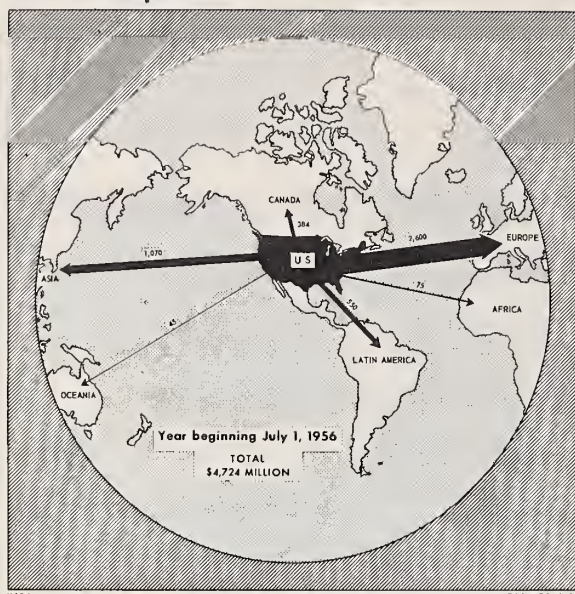 CANADA
384
2,600
EUROPE
1,070
U S
ASIA
75
AFRICA
550
45
LATIN AMERICA
OCEANIA
Year beginning July 1, 1956
TOTAL
$4,724 MILLION